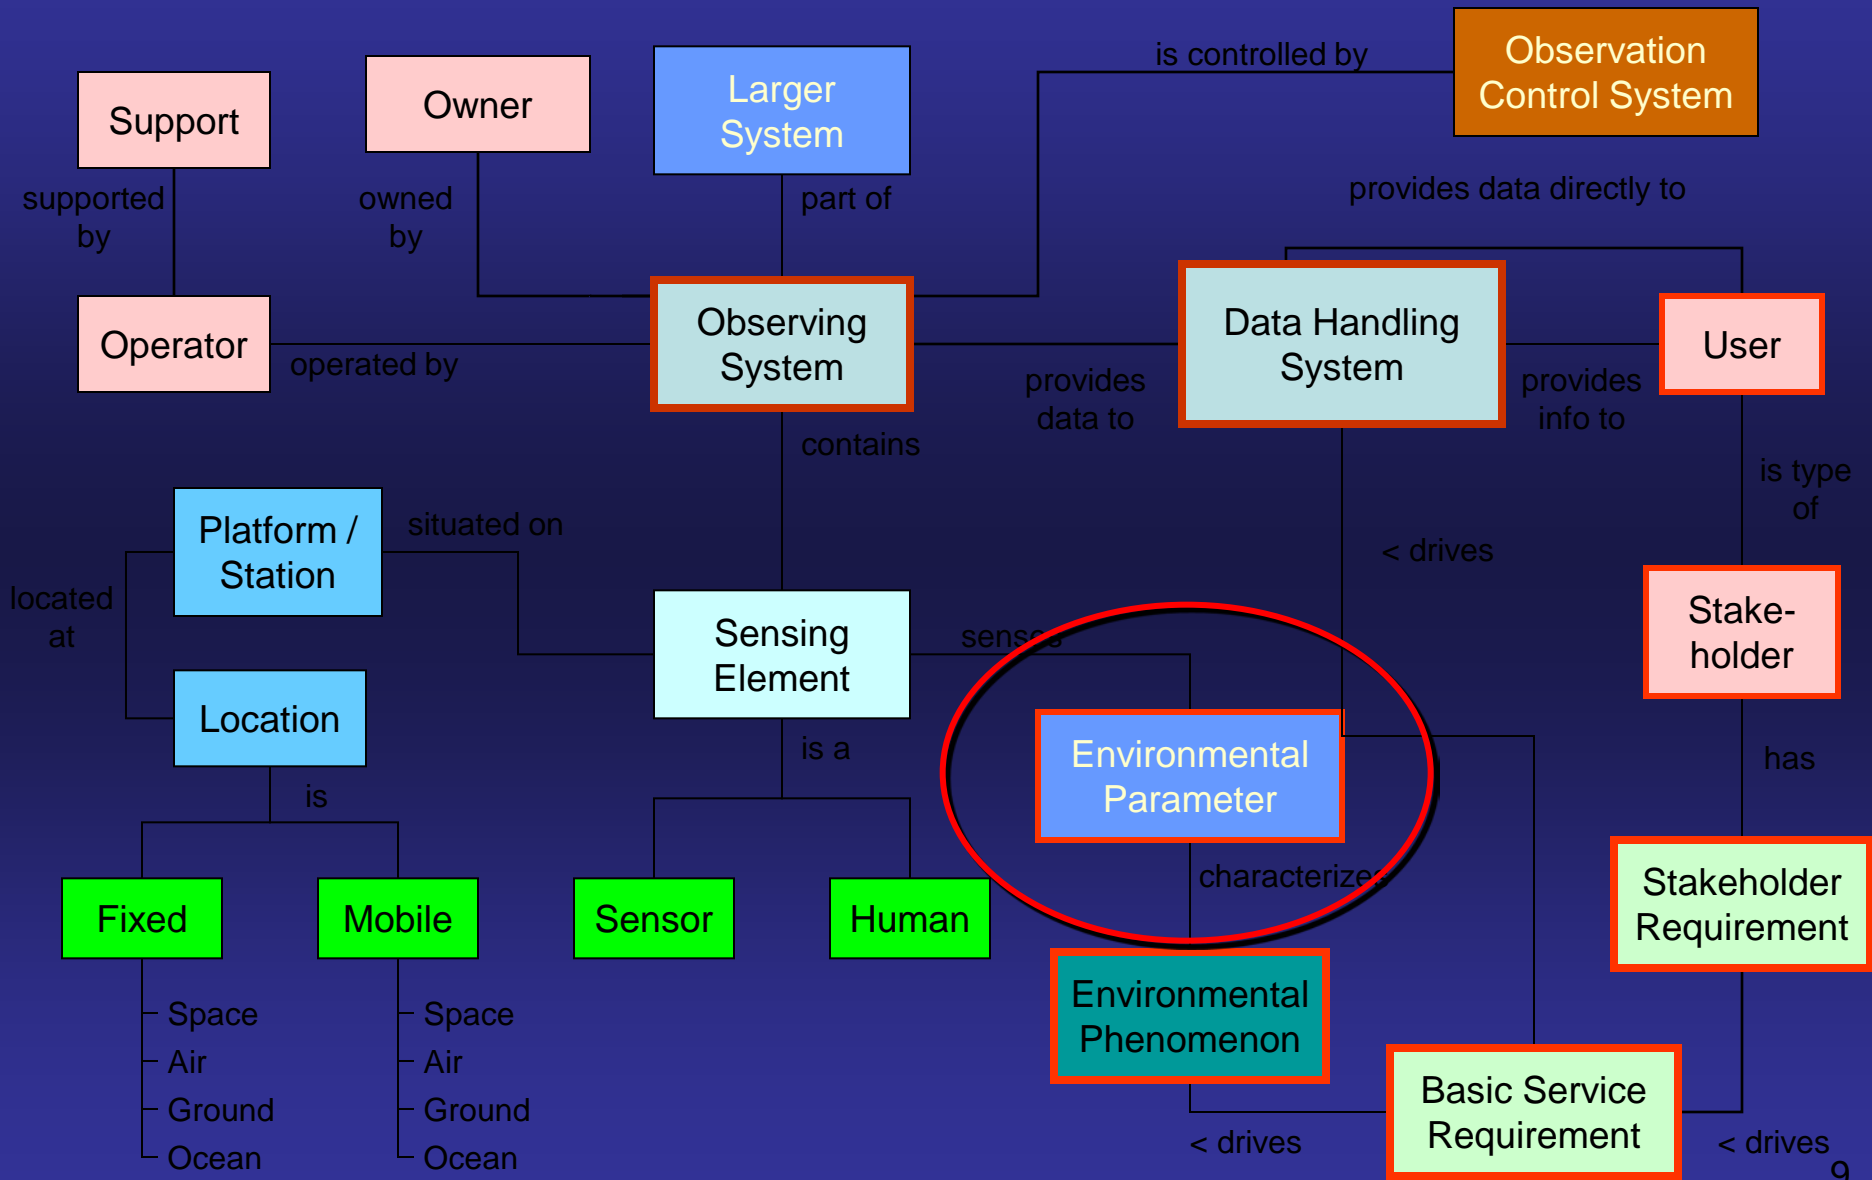 Observation
Control System
is controlled by
Larger
System
Owner
Support
supported
by
owned
by
part of
provides data directly to
Operator
operated by
Observing
System
provides
data to
Data Handling
System
provides
info to
User
contains
is type
of
Platform /
Station
situated on
< drives
located
at
Sensing
Element
senses
Stake-
holder
Location
is a
Environmental
Parameter
has
is
characterizes
Fixed
Mobile
Sensor
Human
Stakeholder
Requirement
Space
Air
Ground
Ocean
Space
Air
Ground
Ocean
Environmental
Phenomenon
Basic Service
Requirement
< drives
< drives
9